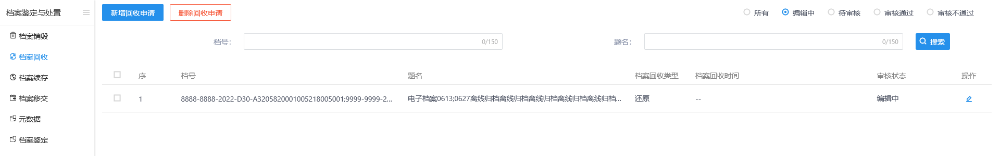 档案鉴定与处置
档案销毁
档案回收
档案续存
档案移交
元数据
档案鉴定
新增回收申请 删除回收申请 所有 编辑中 待审核 审核通过 审核不通过
档号： 0/150 题名： 0/150 搜索
序 档号 题名 档案回收类型 档案回收时间 审核状态 操作
1 8888-8888-2022-D30-A3205820001005218005001;9999-9999-2... 电子档案0613;0627离线归档离线归档离线归档离线归档离线归档... 还原 -- 编辑中